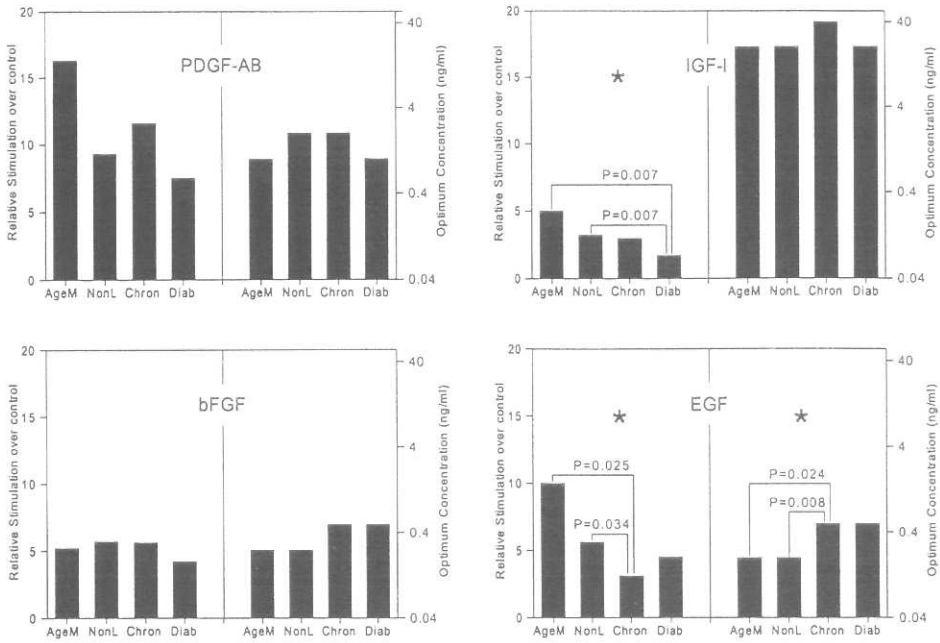 PDGF-AB
Relative Stimulation over control
20
15
10
5
0
AgeM NonL Chron Diab
AgeM NonL Chron Diab
40
4
0.4
0.04
Optimum Concentration (ng/ml)
IGF-I
Relative Stimulation over control
20
15
10
5
0
*
P=0.007
P=0.007
AgeM NonL Chron Diab
AgeM NonL Chron Diab
40
4
0.4
0.04
Optimum Concentration (ng/ml)
bFGF
Relative Stimulation over control
20
15
10
5
0
AgeM NonL Chron Diab
AgeM NonL Chron Diab
40
4
0.4
0.04
Optimum Concentration (ng/ml)
EGF
Relative Stimulation over control
20
15
10
5
0
* *
P=0.025
P=0.034
P=0.024
P=0.008
AgeM NonL Chron Diab
AgeM NonL Chron Diab
40
4
0.4
0.04
Optimum Concentration (ng/ml)